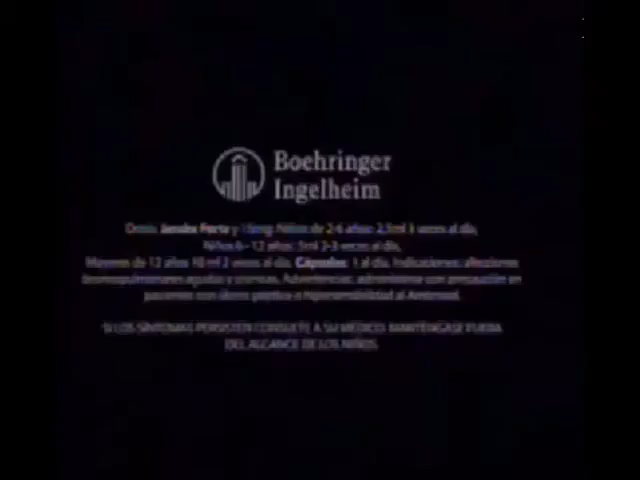 Boehringer
Ingelheim
Dosis: Jarabe Forte y 15mg: Niños de 2-6 años: 2,5ml 3 veces al día,
Niños 6 - 12 años: 5ml 2-3 veces al día,
Mayores de 12 años 10 ml 2 veces al día. Cápsulas: 1 al día. Indicaciones: afecciones
broncopulmonares agudas y crónicas. Advertencias: adminístrese con precaución en
pacientes con úlcera péptica o hipersensibilidad al Ambroxol.
SI LOS SÍNTOMAS PERSISTEN CONSULTE A SU MÉDICO. MANTÉNGASE FUERA
DEL ALCANCE DE LOS NIÑOS